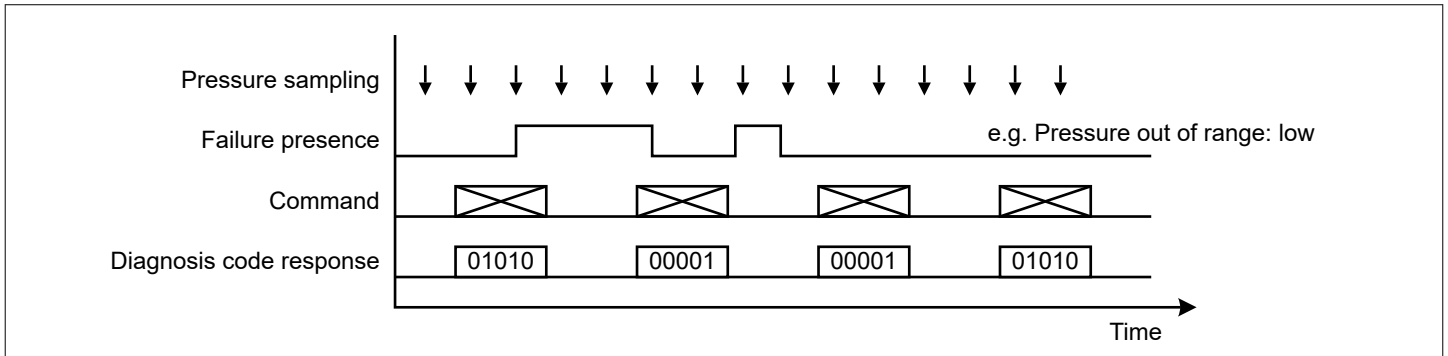 Pressure sampling
Failure presence
e.g. Pressure out of range: low
Command
Diagnosis code response
01010
00001
00001
01010
Time